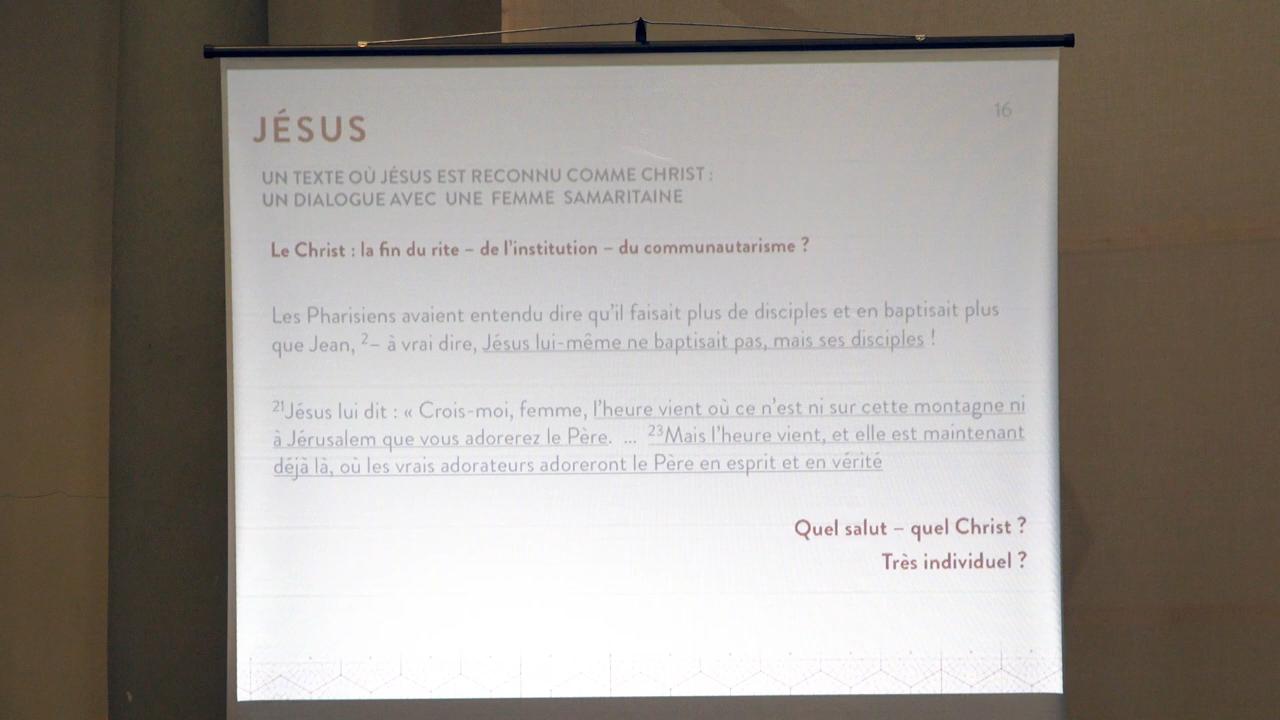 16
JÉSUS
UN TEXTE OÙ JÉSUS EST RECONNU COMME CHRIST :
UN DIALOGUE AVEC UNE FEMME SAMARITAINE
Le Christ : la fin du rite – de l'institution – du communautarisme ?
Les Pharisiens avaient entendu dire qu'il faisait plus de disciples et en baptisait plus
que Jean, ²– à vrai dire, Jésus lui-même ne baptisait pas, mais ses disciples !
²¹Jésus lui dit : « Crois-moi, femme, l'heure vient où ce n'est ni sur cette montagne ni
à Jérusalem que vous adorerez le Père. ... ²³Mais l'heure vient, et elle est maintenant
déjà là, où les vrais adorateurs adoreront le Père en esprit et en vérité
Quel salut – quel Christ ?
Très individuel ?